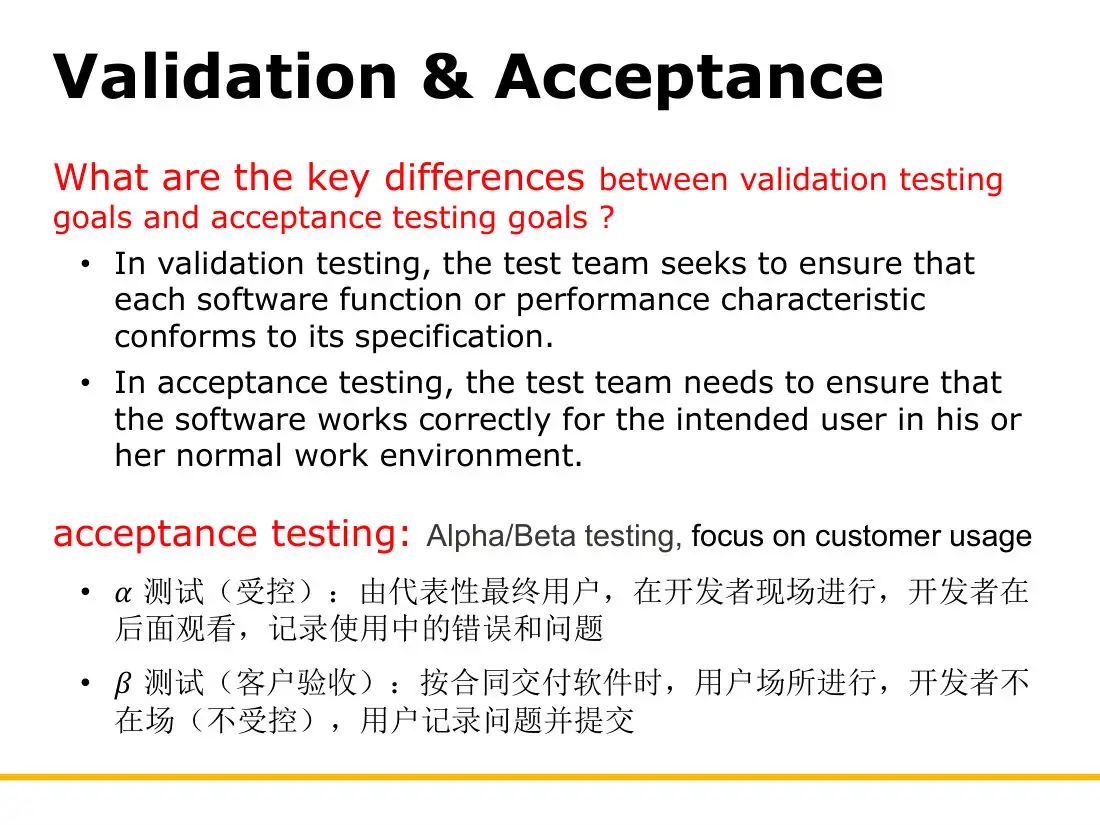 Validation & Acceptance
What are the key differences between validation testing
goals and acceptance testing goals ?
• In validation testing, the test team seeks to ensure that
each software function or performance characteristic
conforms to its specification.
• In acceptance testing, the test team needs to ensure that
the software works correctly for the intended user in his or
her normal work environment.
acceptance testing: Alpha/Beta testing, focus on customer usage
• α 测试（受控）：由代表性最终用户，在开发者现场进行，开发者在
后面观看，记录使用中的错误和问题
• β 测试（客户验收）：按合同交付软件时，用户场所进行，开发者不
在场（不受控），用户记录问题并提交